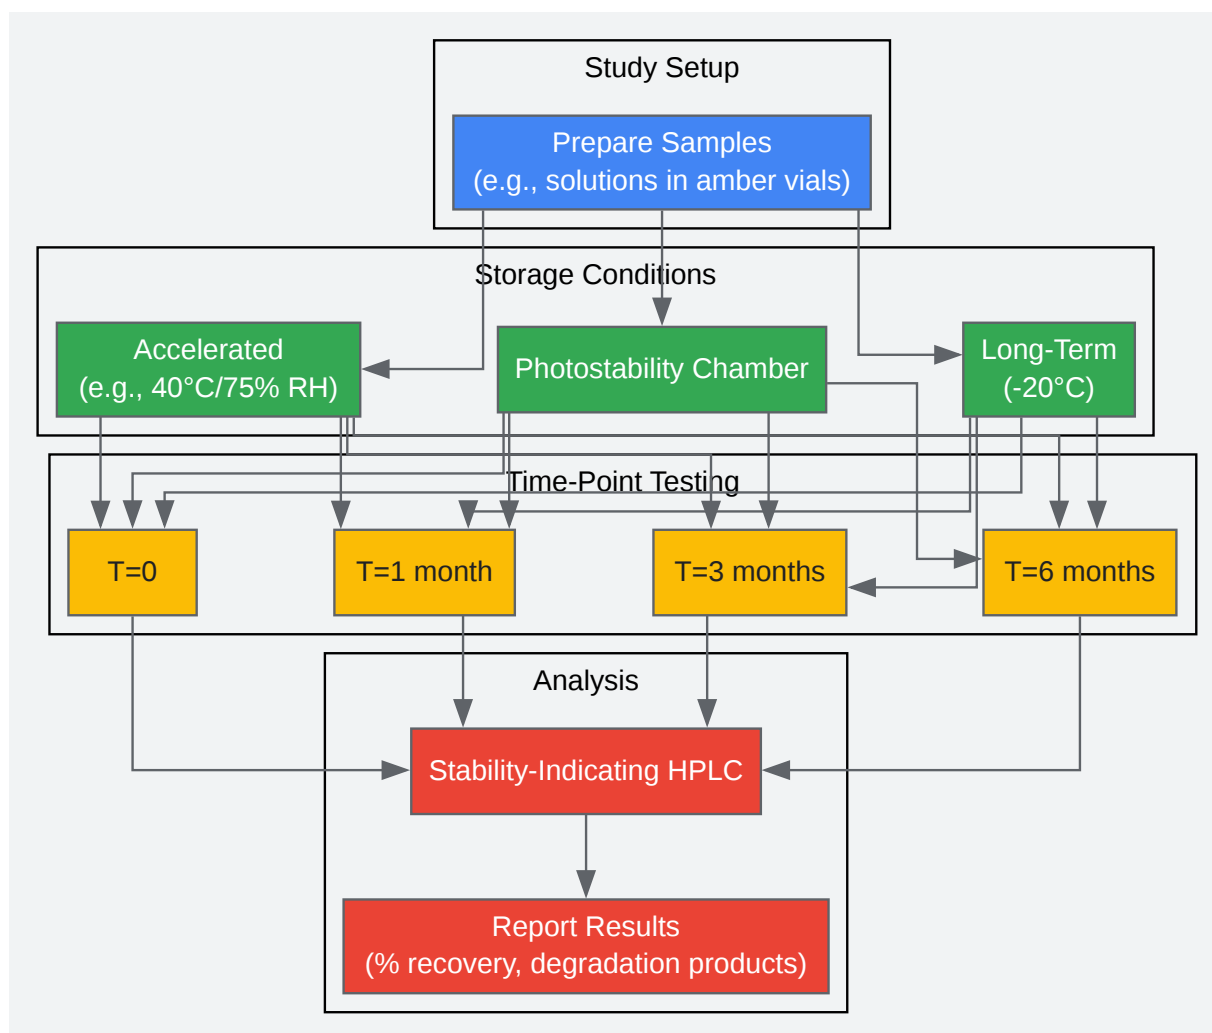 Study Setup
Prepare Samples
(e.g., solutions in amber vials)
Storage Conditions
Accelerated
(e.g., 40°C/75% RH)
Photostability Chamber
Long-Term
(-20°C)
Time-Point Testing
T=0
T=1 month
T=3 months
T=6 months
Analysis
Stability-Indicating HPLC
Report Results
(% recovery, degradation products)